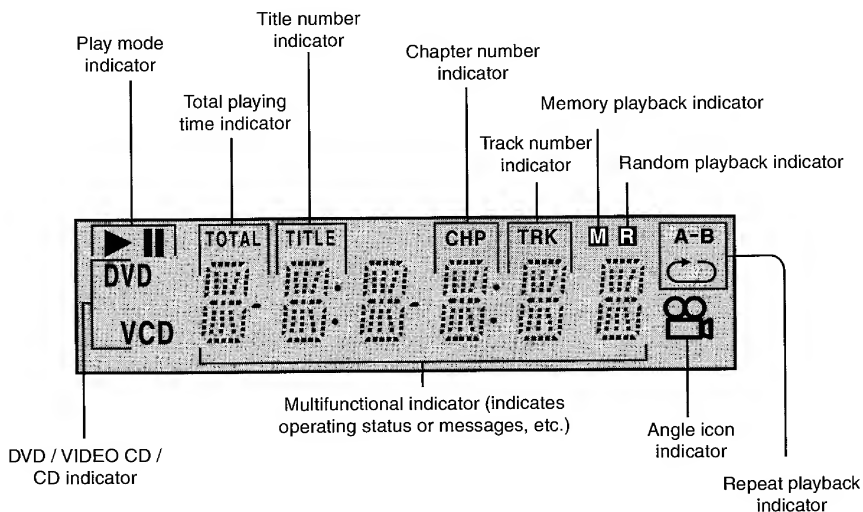 Title number
indicator
Play mode
indicator
Chapter number
indicator
Total playing
time indicator
Memory playback indicator
Track number
indicator
Random playback indicator
TOTAL TITLE CHP TRK M R A-B
DVD
VCD
Multifunctional indicator (indicates
operating status or messages, etc.)
Angle icon
indicator
DVD / VIDEO CD /
CD indicator
Repeat playback
indicator